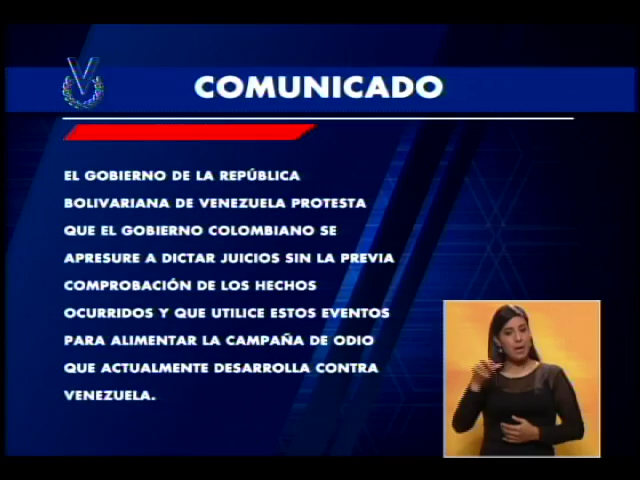 V
COMUNICADO
EL GOBIERNO DE LA REPÚBLICA
BOLIVARIANA DE VENEZUELA PROTESTA
QUE EL GOBIERNO COLOMBIANO SE
APRESURE A DICTAR JUICIOS SIN LA PREVIA
COMPROBACIÓN DE LOS HECHOS
OCURRIDOS Y QUE UTILICE ESTOS EVENTOS
PARA ALIMENTAR LA CAMPAÑA DE ODIO
QUE ACTUALMENTE DESARROLLA CONTRA
VENEZUELA.